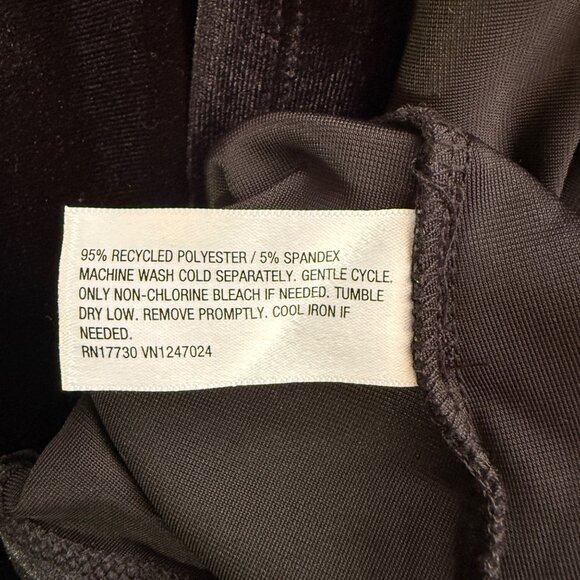 95% RECYCLED POLYESTER / 5% SPANDEX
MACHINE WASH COLD SEPARATELY. GENTLE CYCLE.
ONLY NON-CHLORINE BLEACH IF NEEDED. TUMBLE
DRY LOW. REMOVE PROMPTLY. COOL IRON IF
NEEDED.
RN17730 VN1247024